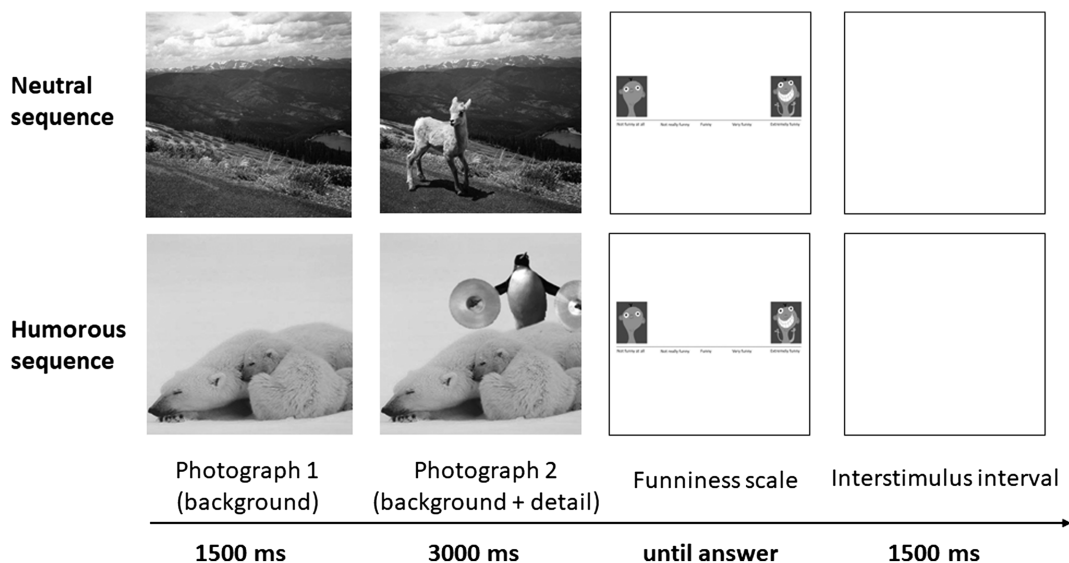 Neutral
sequence
Not funny at all Not really funny Funny Very funny Extremely funny
Humorous
sequence
Not funny at all Not really funny Funny Very funny Extremely funny
Photograph 1
(background)
Photograph 2
(background + detail)
Funniness scale
Interstimulus interval
1500 ms
3000 ms
until answer
1500 ms